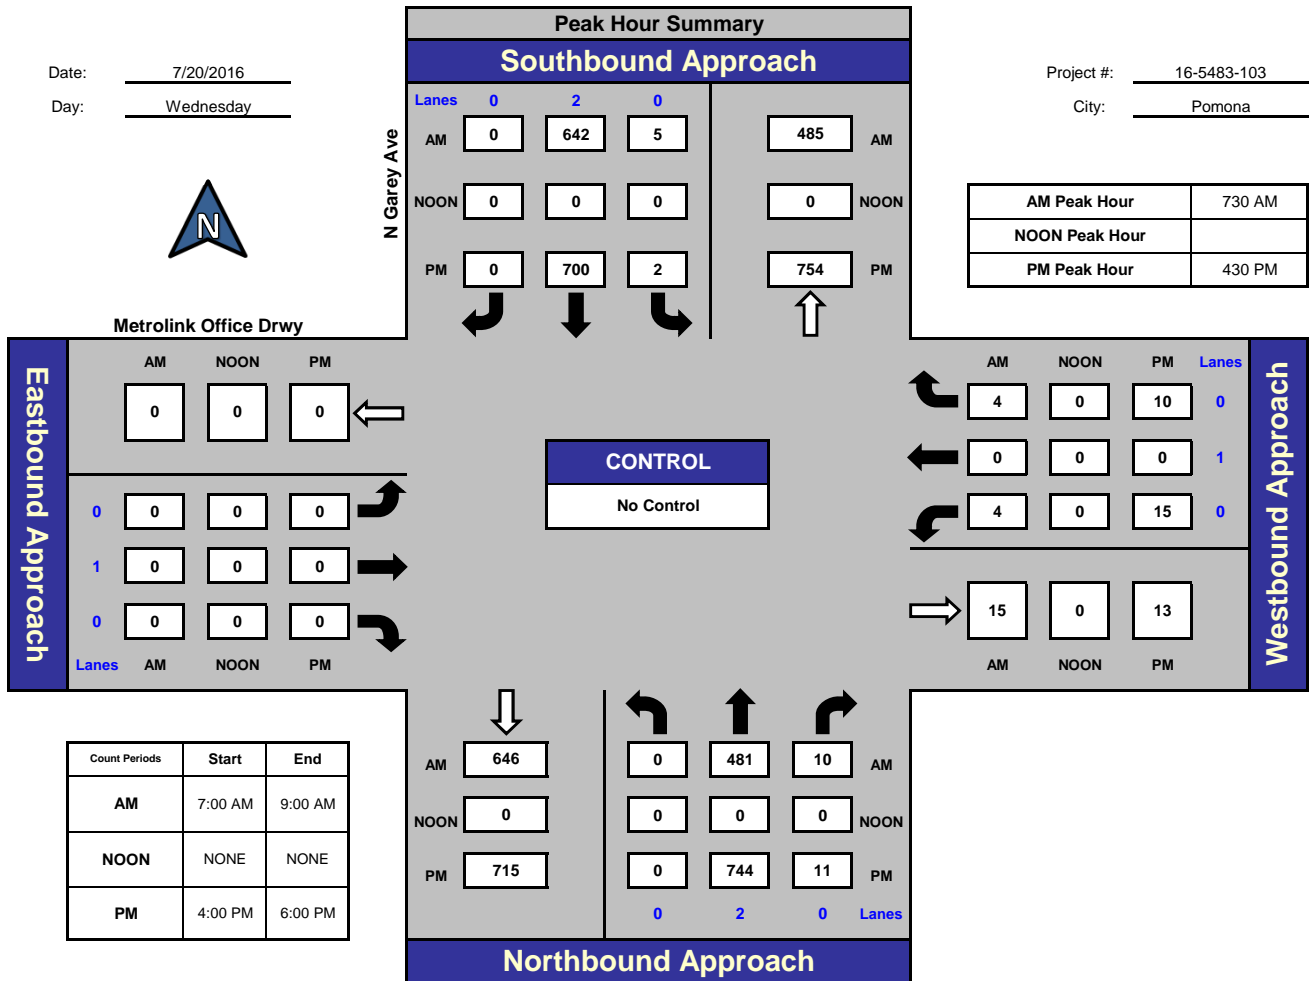 Peak Hour Summary
Southbound Approach
Date: 7/20/2016
Day: Wednesday
Project #: 16-5483-103
City: Pomona
N Garey Ave
Lanes 0 2 0
AM 0 642 5 485 AM
NOON 0 0 0 0 NOON
PM 0 700 2 754 PM
N
AM Peak Hour 730 AM
NOON Peak Hour
PM Peak Hour 430 PM
Metrolink Office Drwy
Eastbound Approach
AM NOON PM
0 0 0
0 0 0 0
1 0 0 0
0 0 0 0
Lanes AM NOON PM
CONTROL
No Control
AM NOON PM Lanes
4 0 10 0
0 0 0 1
4 0 15 0
15 0 13
AM NOON PM
Westbound Approach
Count Periods Start End
AM 7:00 AM 9:00 AM
NOON NONE NONE
PM 4:00 PM 6:00 PM
AM 646 0 481 10 AM
NOON 0 0 0 0 NOON
PM 715 0 744 11 PM
0 2 0 Lanes
Northbound Approach